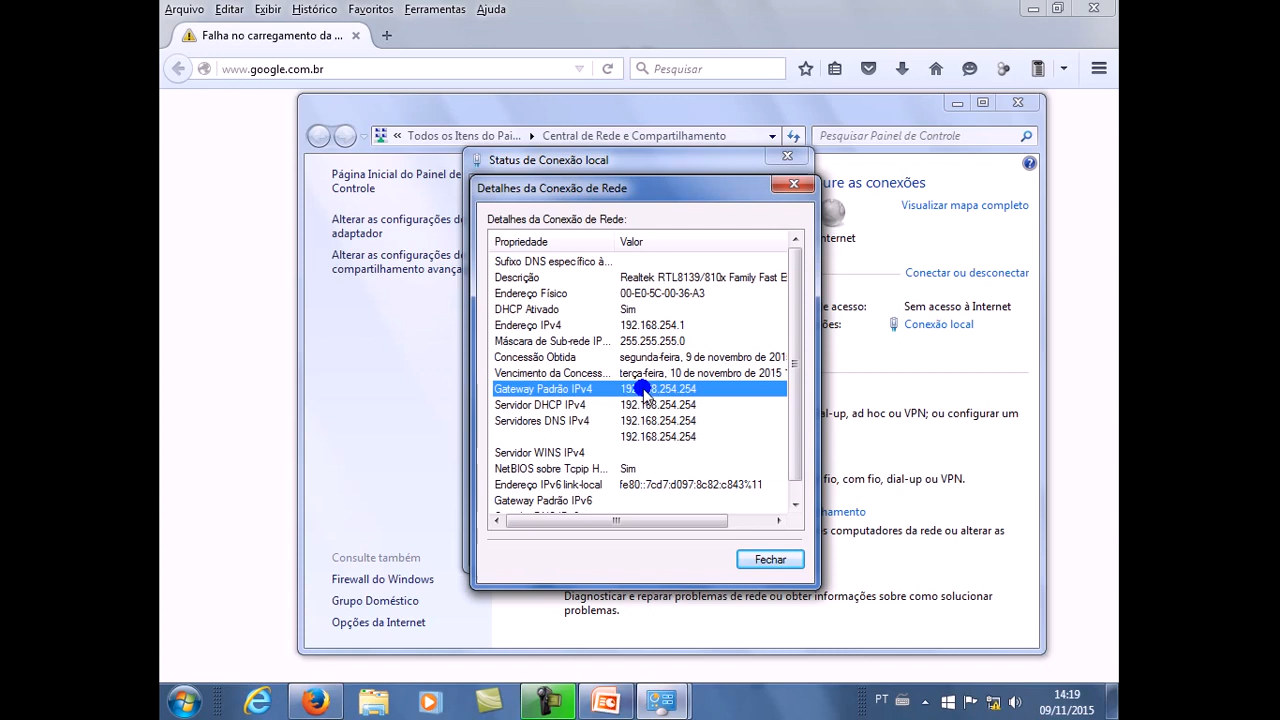 Arquivo Editar Exibir Histórico Favoritos Ferramentas Ajuda
Falha no carregamento da ...
www.google.com.br
Pesquisar
Todos os Itens do Pai... Central de Rede e Compartilhamento
Pesquisar Painel de Controle
Página Inicial do Painel de
Controle
Alterar as configurações de
adaptador
Alterar as configurações de
compartilhamento avança
Consulte também
Firewall do Windows
Grupo Doméstico
Opções da Internet
Status de Conexão local
Detalhes da Conexão de Rede
Detalhes da Conexão de Rede:
Propriedade Valor
Sufixo DNS específico à...
Descrição Realtek RTL8139/810x Family Fast E
Endereço Físico 00-E0-5C-00-36-A3
DHCP Ativado Sim
Endereço IPv4 192.168.254.1
Máscara de Sub-rede IP... 255.255.255.0
Concessão Obtida segunda-feira, 9 de novembro de 201
Vencimento da Concess... terça-feira, 10 de novembro de 2015
Gateway Padrão IPv4 192.168.254.254
Servidor DHCP IPv4 192.168.254.254
Servidores DNS IPv4 192.168.254.254
192.168.254.254
Servidor WINS IPv4
NetBIOS sobre Tcpip H... Sim
Endereço IPv6 link-local fe80::7cd7:d097:8c82:c843%11
Gateway Padrão IPv6
Fechar
ure as conexões
Visualizar mapa completo
nternet
Conectar ou desconectar
e acesso: Sem acesso à Internet
ões: Conexão local
al-up, ad hoc ou VPN; ou configurar um
fio, com fio, dial-up ou VPN.
hamento
s computadores da rede ou alterar as
Diagnosticar e reparar problemas de rede ou obter informações sobre como solucionar
problemas.
PT
14:19
09/11/2015